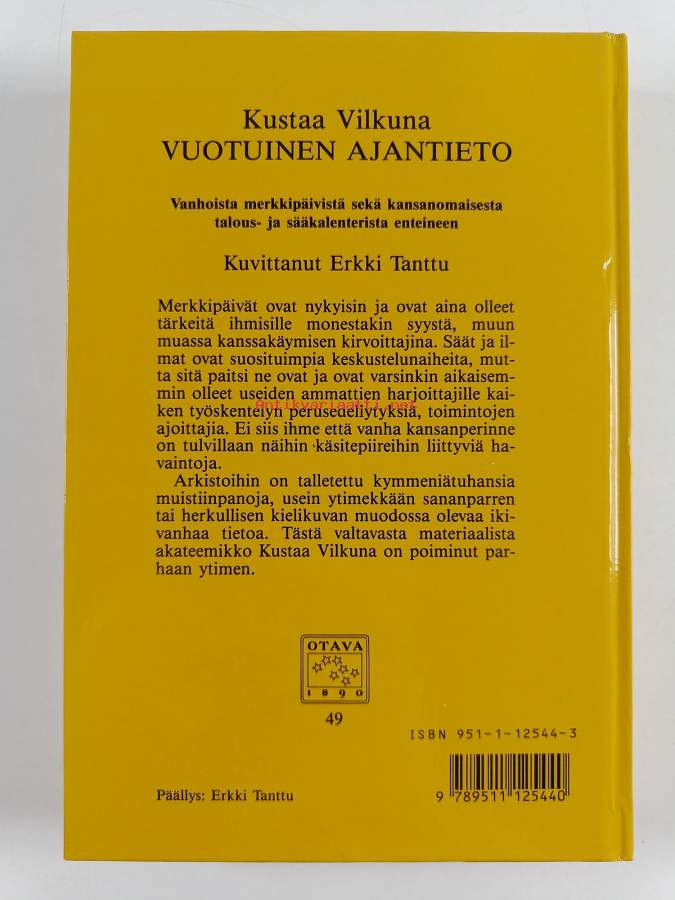 Kustaa Vilkuna
VUOTUINEN AJANTIETO
Vanhoista merkkipäivistä sekä kansanomaisesta
talous- ja sääkalenterista enteineen
Kuvittanut Erkki Tanttu
Merkkipäivät ovat nykyisin ja ovat aina olleet
tärkeitä ihmisille monestakin syystä, muun
muassa kanssakäymisen kirvoittajina. Säät ja il-
mat ovat suosituimpia keskustelunaiheita, mut-
ta sitä paitsi ne ovat ja ovat varsinkin aikaisem-
min olleet useiden ammattien harjoittajille kai-
ken työskentelyn perusedellytyksiä, toimintojen
Antikvariaatti.net
ajoittajia. Ei siis ihme että vanha kansanperinne
on tulvillaan näihin käsitepiireihin liittyviä ha-
vaintoja.
Arkistoihin on talletettu kymmeniätuhansia
muistiinpanoja, usein ytimekkään sananparren
tai herkullisen kielikuvan muodossa olevaa iki-
vanhaa tietoa. Tästä valtavasta materiaalista
akateemikko Kustaa Vilkuna on poiminut par-
haan ytimen.
OTAVA
1890
49
ISBN 951-1-12544-3
9 789511 125440
Päällys: Erkki Tanttu